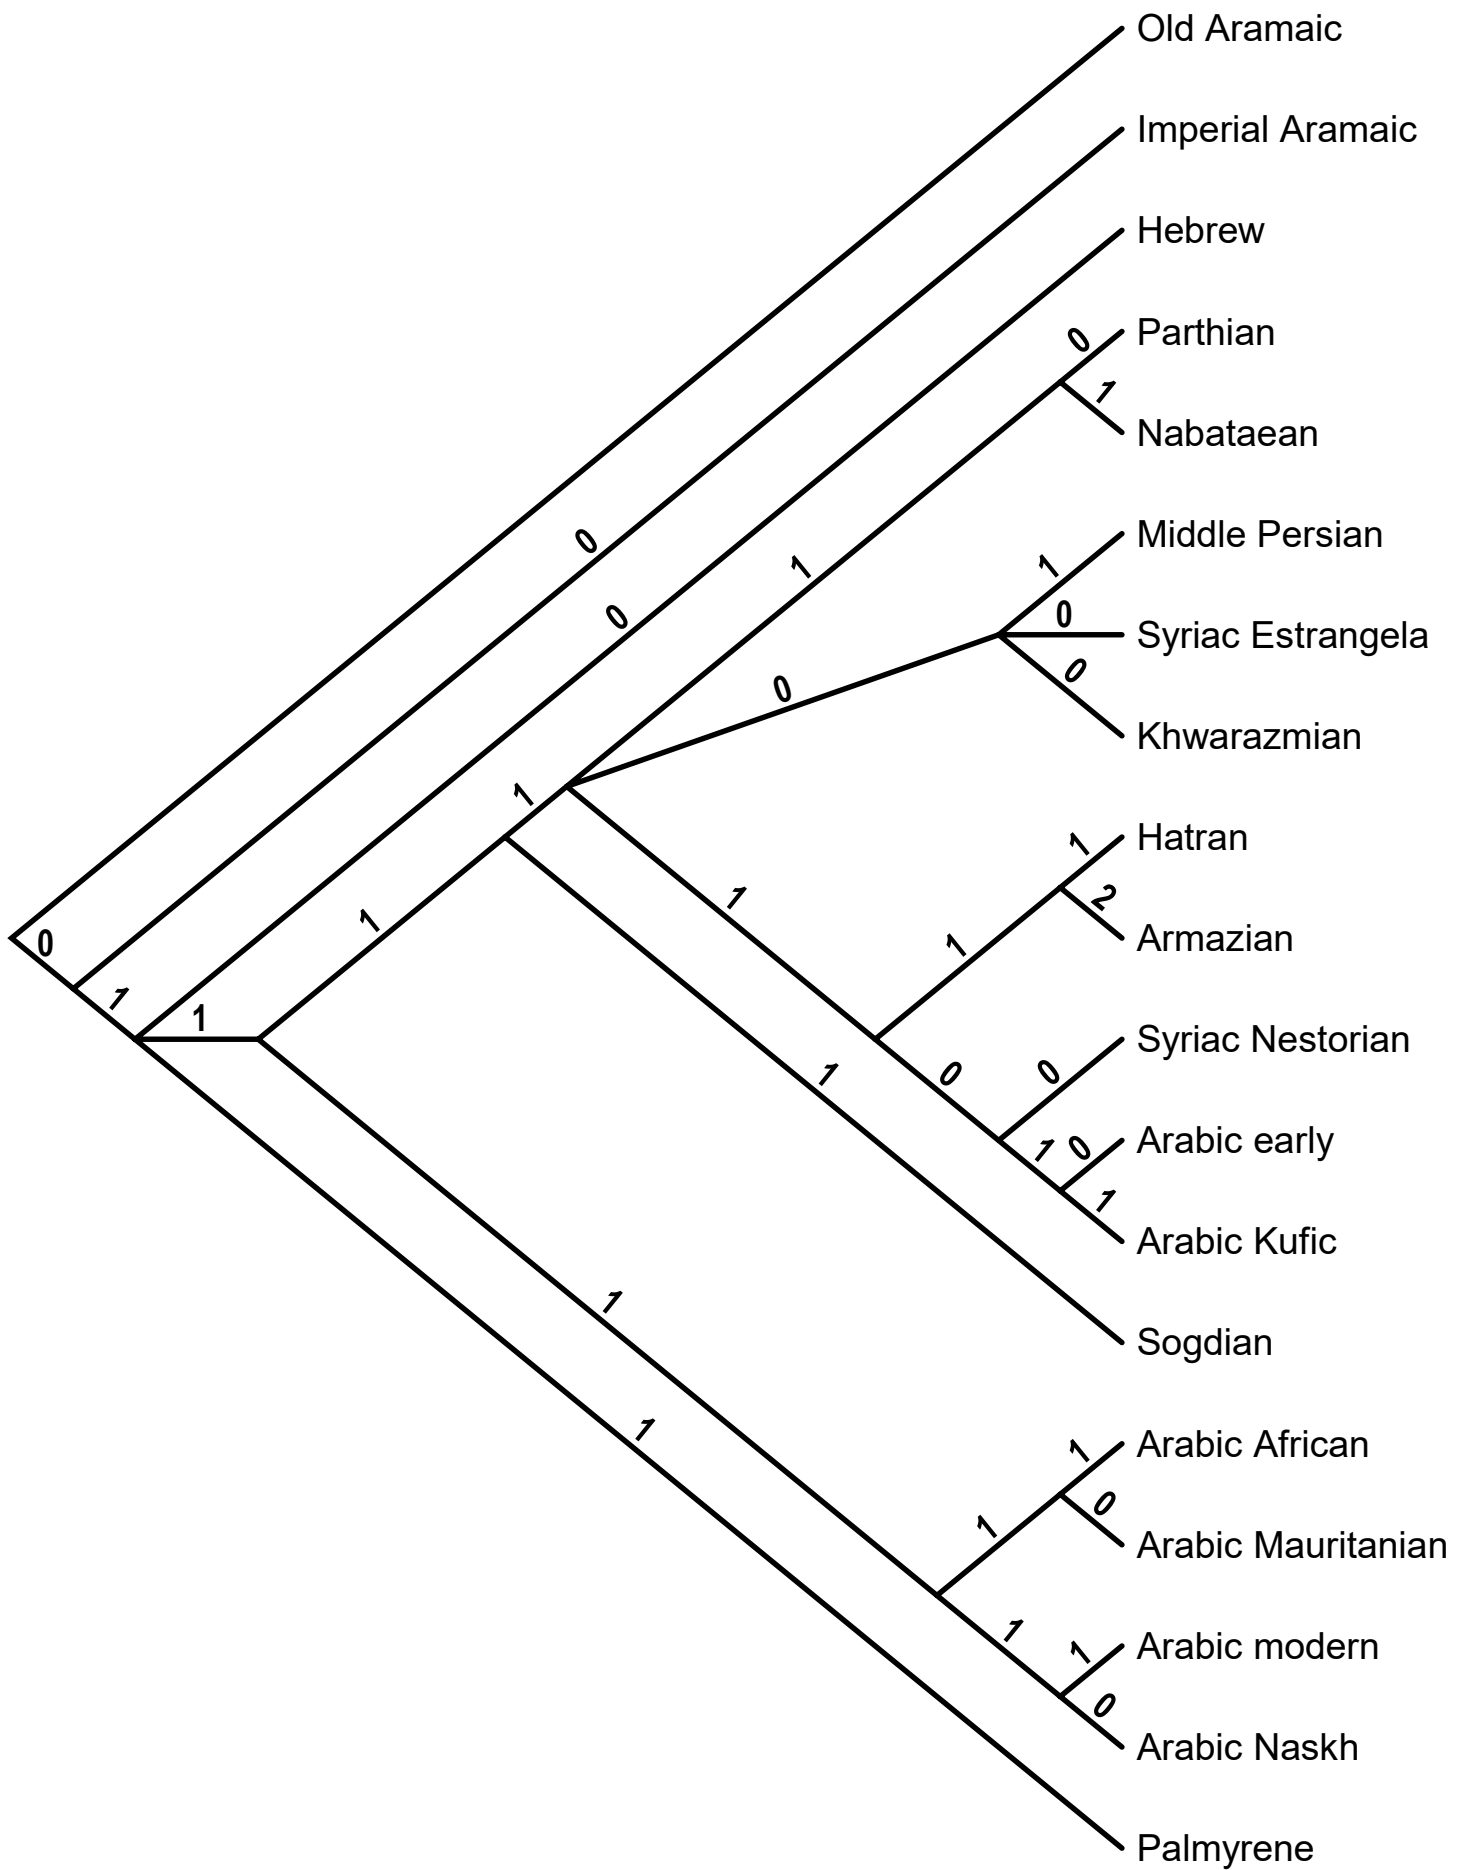 Old Aramaic
Imperial Aramaic
Hebrew
0
Parthian
1
Nabataean
0
1
Middle Persian
1
0
Syriac Estrangela
0
0
Khwarazmian
0
1
1
Hatran
1
2
Armazian
1
1
0
1
1
Syriac Nestorian
0
0
1
1
0
Arabic early
1
Arabic Kufic
Sogdian
1
1
1
Arabic African
0
1
Arabic Mauritanian
1
1
Arabic modern
0
Arabic Naskh
Palmyrene